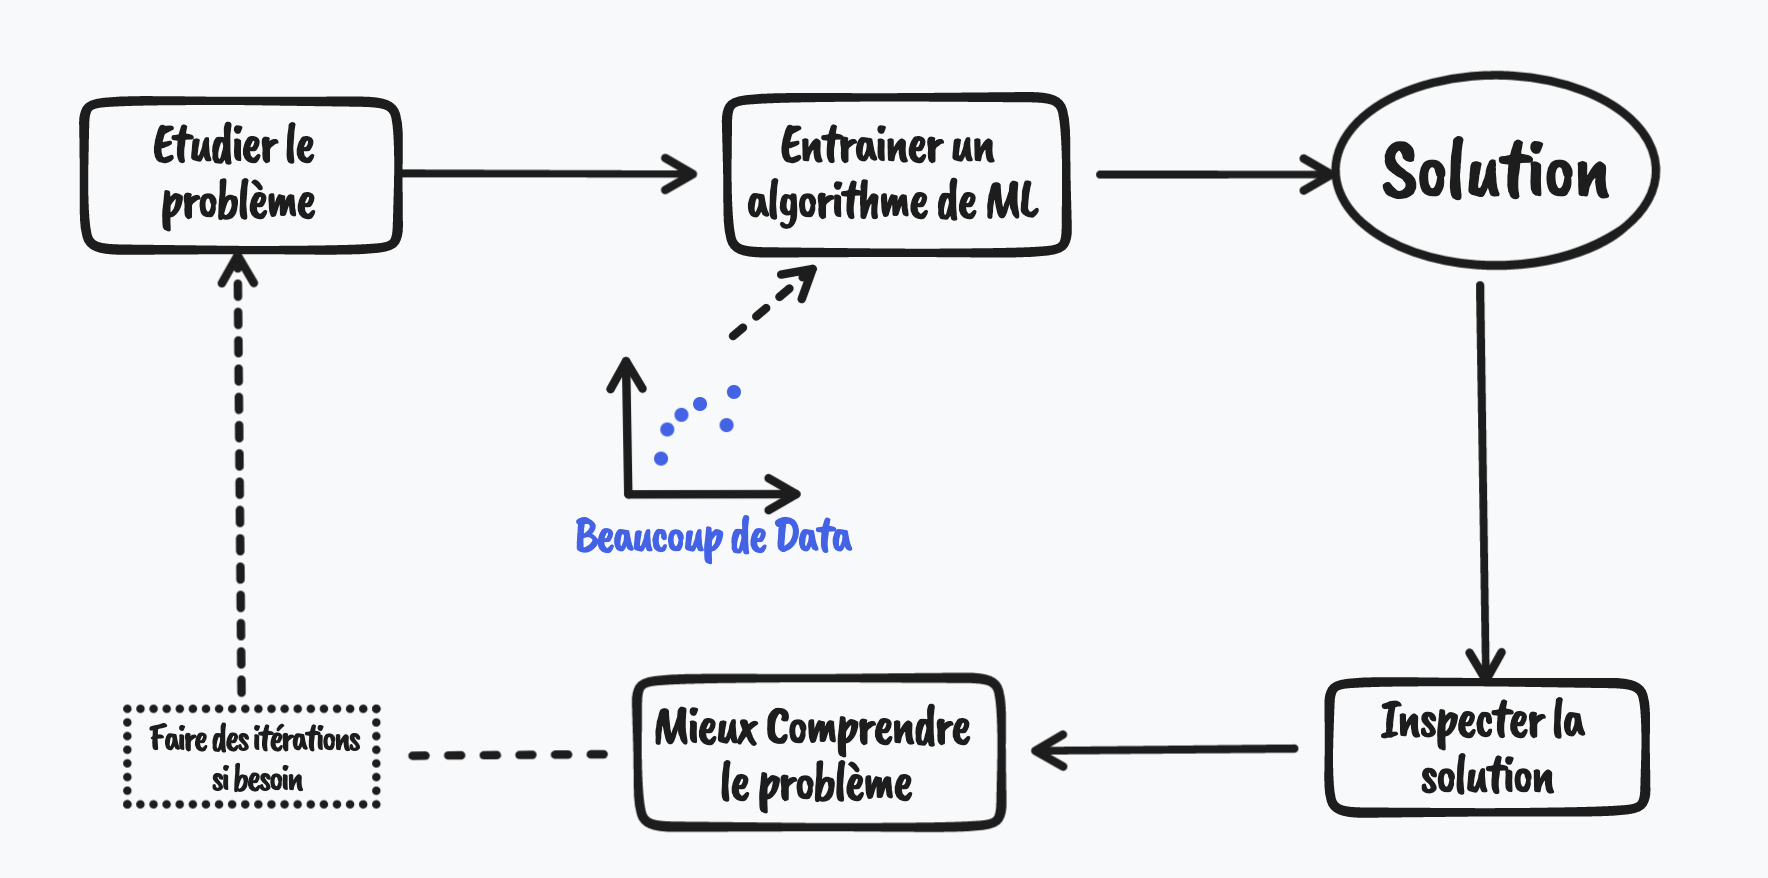 Etudier le
problème
Entrainer un
algorithme de ML
Solution
Beaucoup de Data
Faire des itérations
si besoin
Mieux Comprendre
le problème
Inspecter la
solution